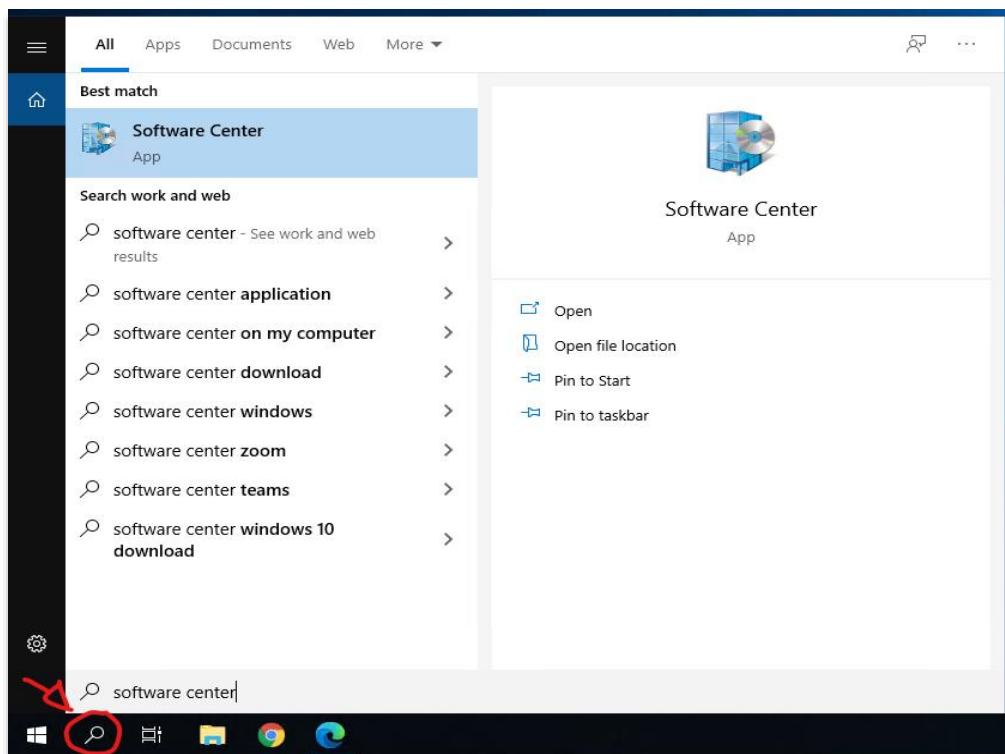 All Apps Documents Web More
Best match
Software Center
App
Search work and web
software center - See work and web
results
software center application
software center on my computer
software center download
software center windows
software center zoom
software center teams
software center windows 10
download
software center
Software Center
App
Open
Open file location
Pin to Start
Pin to taskbar